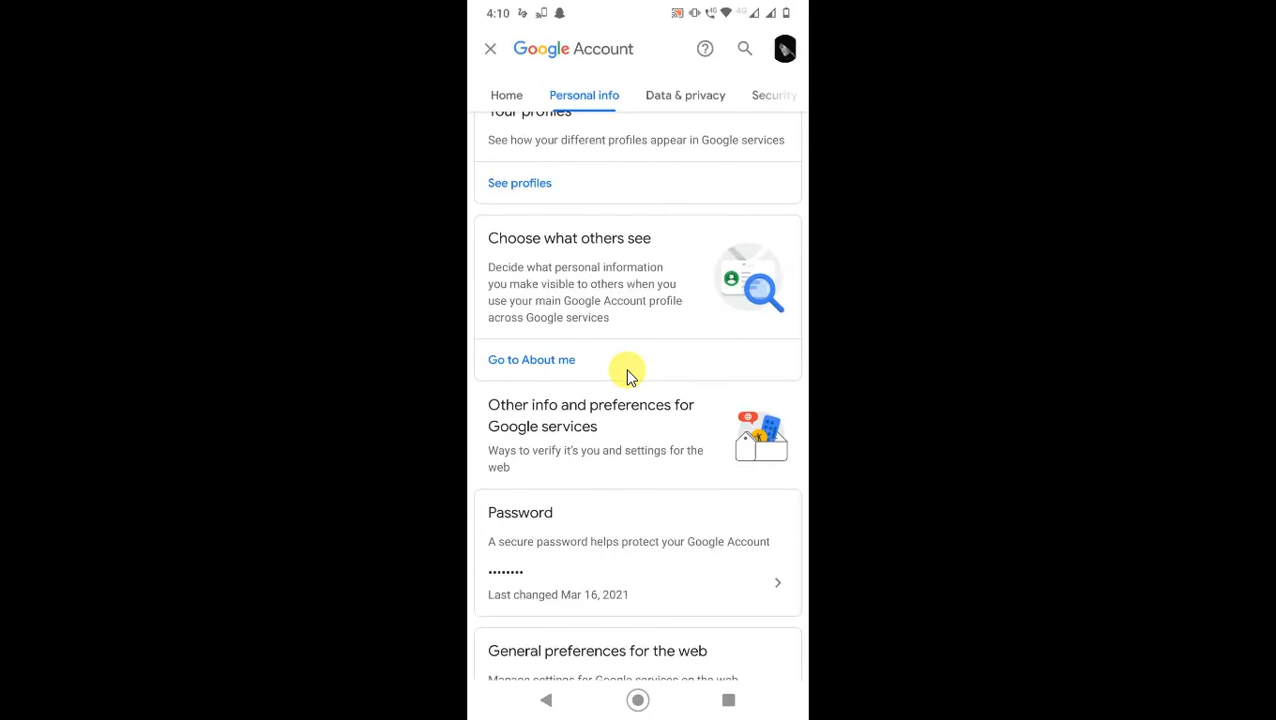 4:10
4G 4G
Google Account
Home Personal info Data & privacy Security
Your profiles
See how your different profiles appear in Google services
See profiles
Choose what others see
Decide what personal information
you make visible to others when you
use your main Google Account profile
across Google services
Go to About me
Other info and preferences for
Google services
Ways to verify it's you and settings for the
web
Password
A secure password helps protect your Google Account
••••••••
Last changed Mar 16, 2021
General preferences for the web
Manage settings for Google services on the web